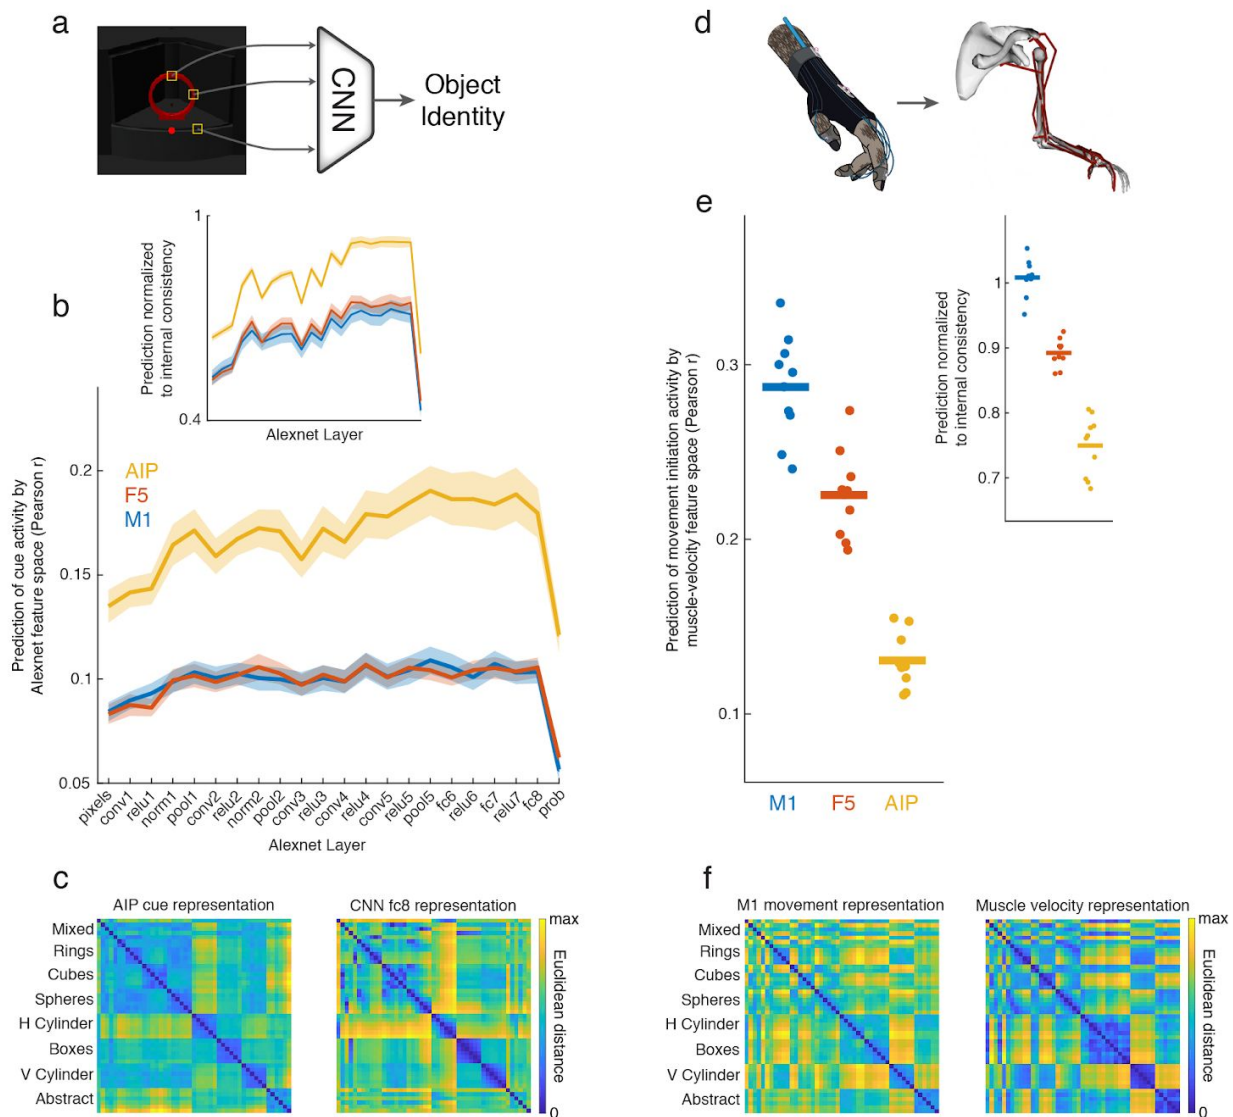 a
CNN
Object
Identity
b
Prediction normalized
to internal consistency
1
0.4
Alexnet Layer
Prediction of cue activity by
Alexnet feature space (Pearson r)
0.2
0.15
0.1
0.05
AIP
F5
M1
pixels
conv1
relu1
norm1
pool1
conv2
relu2
norm2
pool2
conv3
relu3
conv4
relu4
conv5
relu5
pool5
fc6
relu6
fc7
relu7
fc8
prob
Alexnet Layer
c
AIP cue representation
CNN fc8 representation
Mixed
Rings
Cubes
Spheres
H Cylinder
Boxes
V Cylinder
Abstract
max
Euclidean distance
0
d
e
Prediction of movement initiation activity by
muscle-velocity feature space (Pearson r)
0.3
0.2
0.1
M1
F5
AIP
Prediction normalized
to internal consistency
1
0.9
0.8
0.7
f
M1 movement representation
Muscle velocity representation
Mixed
Rings
Cubes
Spheres
H Cylinder
Boxes
V Cylinder
Abstract
max
Euclidean distance
0